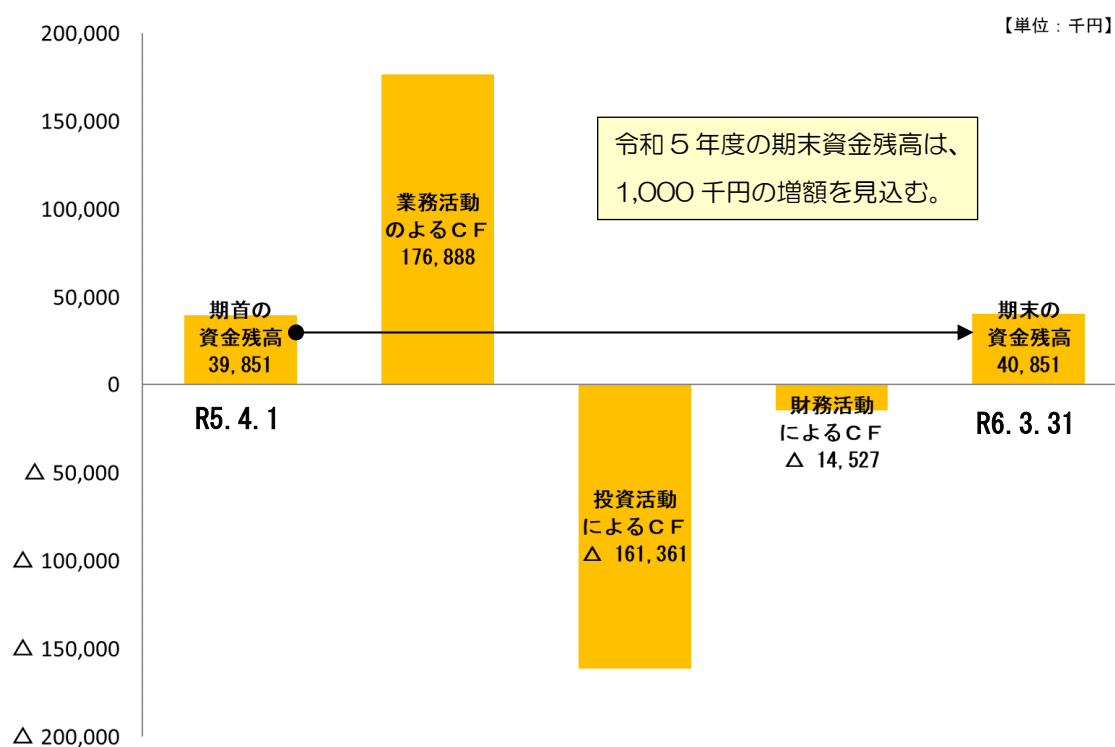 【単位：千円】
200,000
150,000
100,000
50,000
0
△ 50,000
△ 100,000
△ 150,000
△ 200,000
令和５年度の期末資金残高は、
1,000 千円の増額を見込む。
期首の
資金残高
39,851
R5.4.1
業務活動
のよるＣＦ
176,888
投資活動
によるＣＦ
△ 161,361
財務活動
によるＣＦ
△ 14,527
期末の
資金残高
40,851
R6.3.31